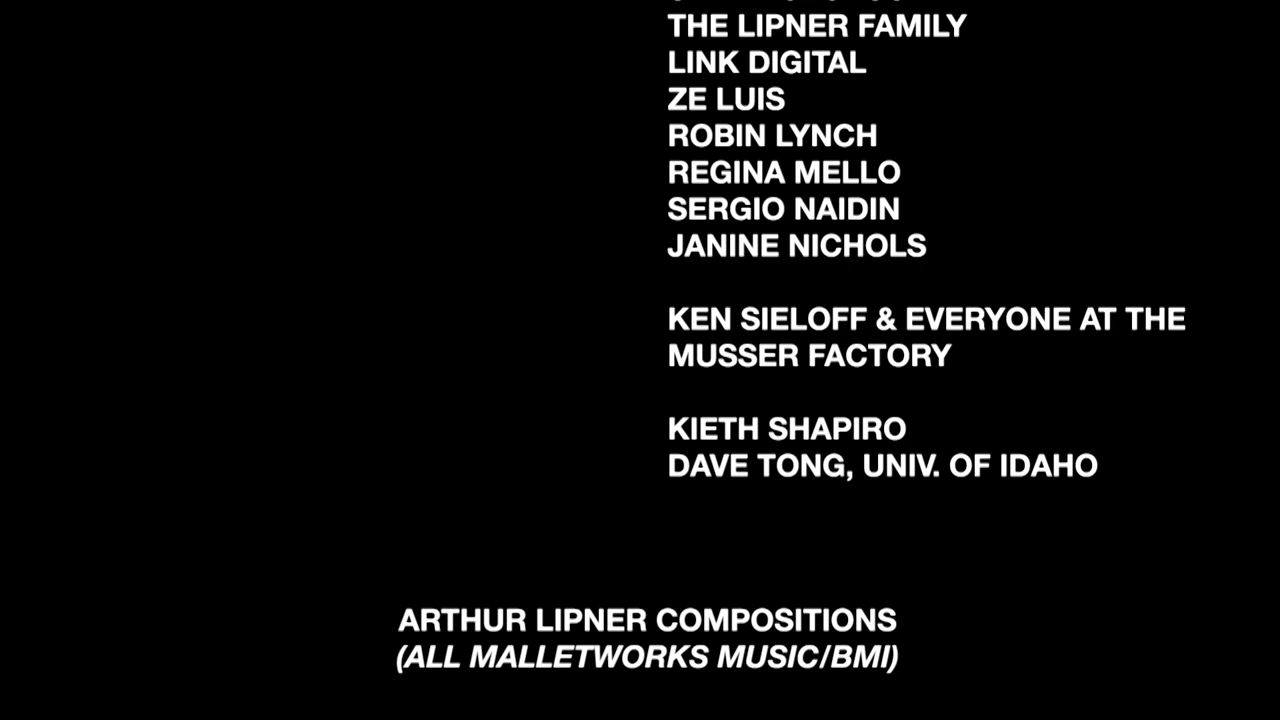 THE LIPNER FAMILY
LINK DIGITAL
ZE LUIS
ROBIN LYNCH
REGINA MELLO
SERGIO NAIDIN
JANINE NICHOLS
KEN SIELOFF & EVERYONE AT THE
MUSSER FACTORY
KIETH SHAPIRO
DAVE TONG, UNIV. OF IDAHO
ARTHUR LIPNER COMPOSITIONS
(ALL MALLETWORKS MUSIC/BMI)